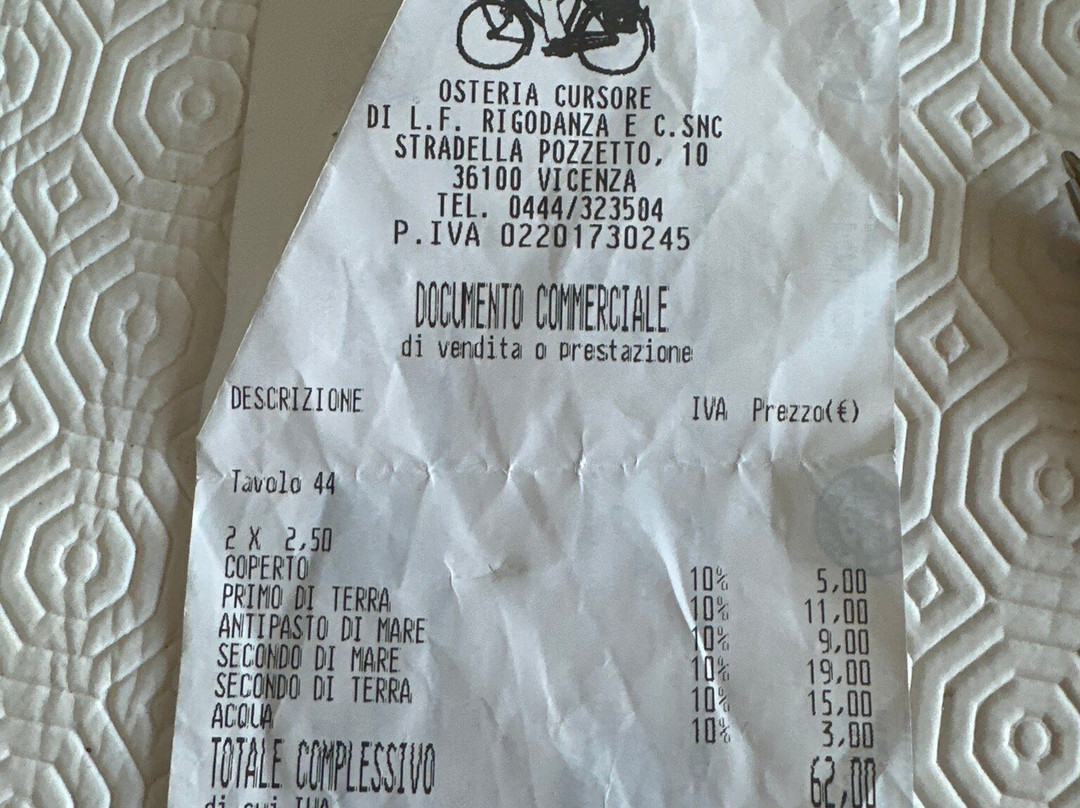 OSTERIA CURSORE
DI L.F. RIGODANZA E C.SNC
STRADELLA POZZETTO, 10
36100 VICENZA
TEL. 0444/323504
P.IVA 02201730245
DOCUMENTO COMMERCIALE
di vendita o prestazione
DESCRIZIONE IVA Prezzo(€)
Tavolo 44
2 X 2,50
COPERTO 10% 5,00
PRIMO DI TERRA 10% 11,00
ANTIPASTO DI MARE 10% 9,00
SECONDO DI MARE 10% 19,00
SECONDO DI TERRA 10% 15,00
ACQUA 10% 3,00
TOTALE COMPLESSIVO 62,00
di cui IVA